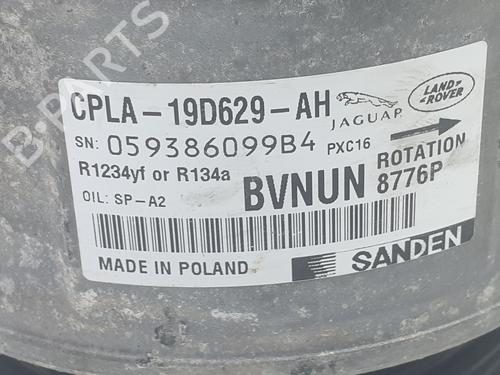 B-PARTS
CPLA-19D629-AH
JAGUAR
LAND-
ROVER
SN: 059386099B4
PXC16
R1234yf or R134a
ROTATION
OIL: SP-A2
BVNUN 8776P
MADE IN POLAND
SANDEN